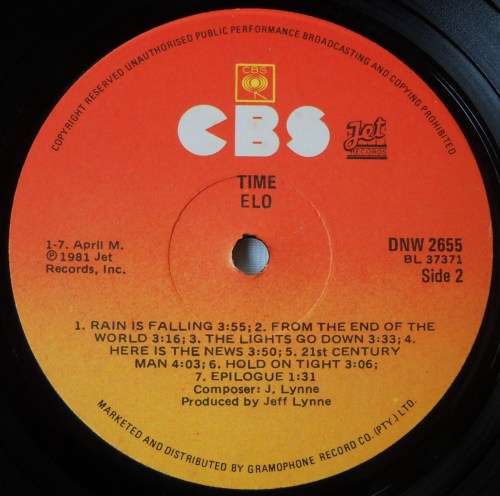 COPYRIGHT RESERVED UNAUTHORISED PUBLIC PERFORMANCE BROADCASTING AND COPYING PROHIBITED
CBS
CBS
Jet
RECORDS
TIME
ELO
1-7. April M.
℗ 1981 Jet
Records, Inc.
DNW 2655
BL 37371
Side 2
1. RAIN IS FALLING 3:55; 2. FROM THE END OF THE
WORLD 3:16; 3. THE LIGHTS GO DOWN 3:33; 4.
HERE IS THE NEWS 3:50; 5. 21st CENTURY
MAN 4:03; 6. HOLD ON TIGHT 3:06;
7. EPILOGUE 1:31
Composer: J. Lynne
Produced by Jeff Lynne
MARKETED AND DISTRIBUTED BY GRAMOPHONE RECORD CO. (PTY.) LTD.